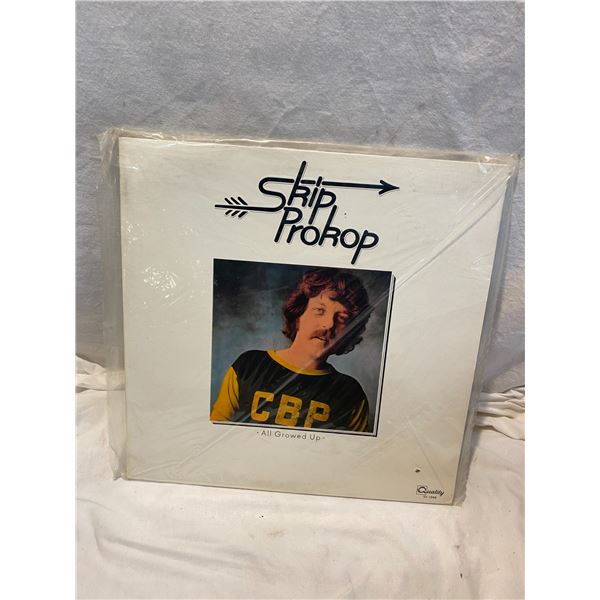 Skip
Prokop
CBP
· All Growed Up ·
Quality